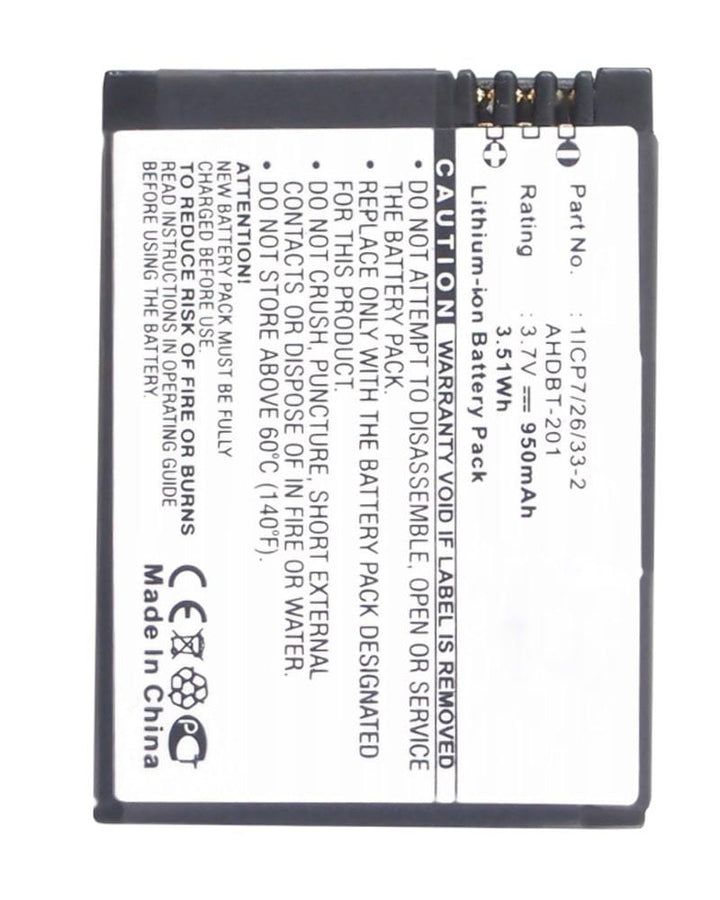 Part No. : 1ICP7/26/33-2
AHDBT-201
Rating : 3.7V 950mAh
3.51Wh
Lithium-ion Battery Pack
CAUTION WARRANTY VOID IF LABEL IS REMOVED
• DO NOT ATTEMPT TO DISASSEMBLE, OPEN OR SERVICE
THE BATTERY PACK.
• REPLACE ONLY WITH THE BATTERY PACK DESIGNATED
FOR THIS PRODUCT.
• DO NOT CRUSH, PUNCTURE, SHORT EXTERNAL
CONTACTS OR DISPOSE OF IN FIRE OR WATER.
• DO NOT STORE ABOVE 60°C (140°F).
ATTENTION!
NEW BATTERY PACK MUST BE FULLY
CHARGED BEFORE USE.
TO REDUCE RISK OF FIRE OR BURNS
READ INSTRUCTIONS IN OPERATING GUIDE
BEFORE USING THE BATTERY.
CE PCT
Made In China